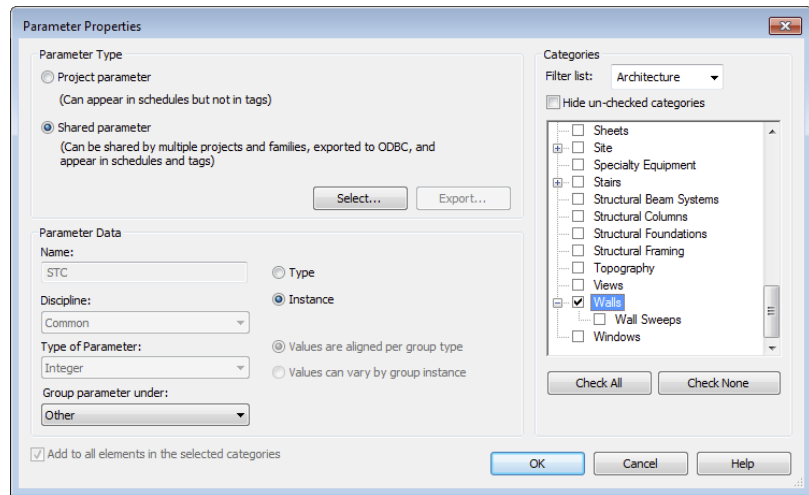 Parameter Properties
Parameter Type
Project parameter
(Can appear in schedules but not in tags)
Shared parameter
(Can be shared by multiple projects and families, exported to ODBC, and
appear in schedules and tags)
Select...
Export...
Parameter Data
Name:
STC
Type
Discipline:
Instance
Common
Type of Parameter:
Values are aligned per group type
Integer
Values can vary by group instance
Group parameter under:
Other
Add to all elements in the selected categories
Categories
Filter list:
Architecture
Hide un-checked categories
Sheets
Site
Specialty Equipment
Stairs
Structural Beam Systems
Structural Columns
Structural Foundations
Structural Framing
Topography
Views
Walls
Wall Sweeps
Windows
Check All
Check None
OK
Cancel
Help